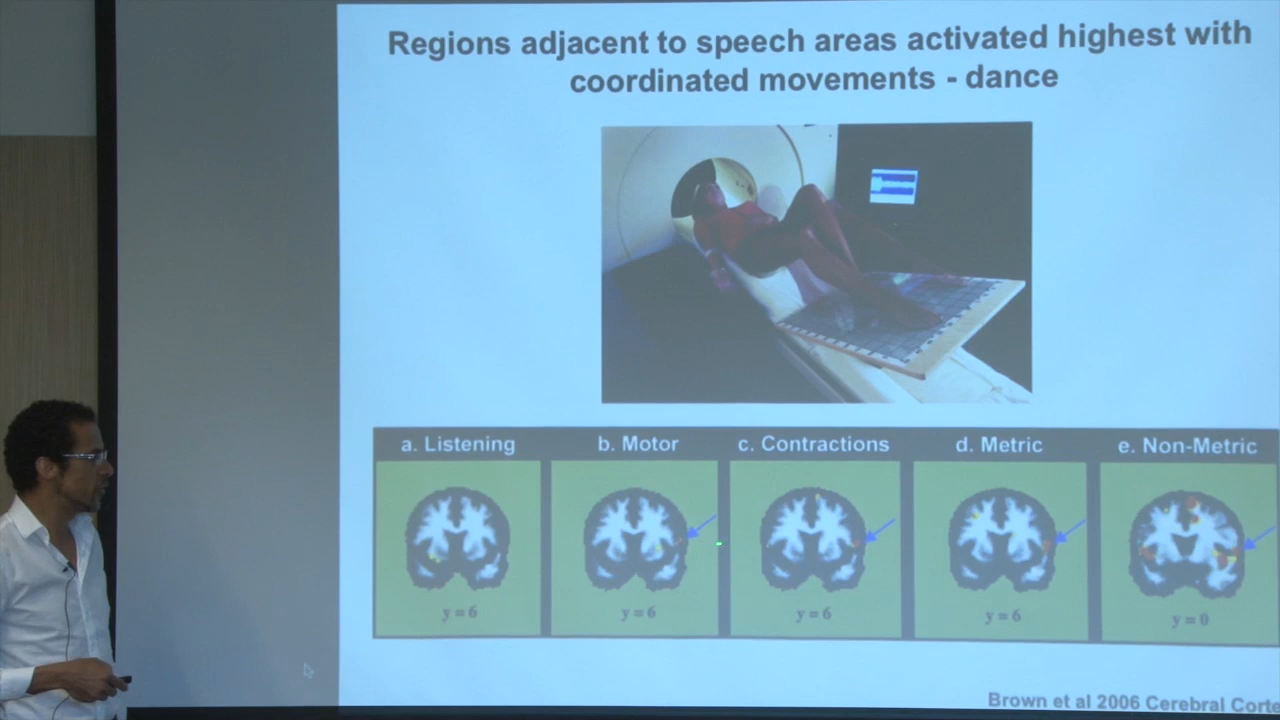 Regions adjacent to speech areas activated highest with
coordinated movements - dance
a. Listening
b. Motor
c. Contractions
d. Metric
e. Non-Metric
y = 6
y = 6
y = 6
y = 6
y = 0
Brown et al 2006 Cerebral Corte